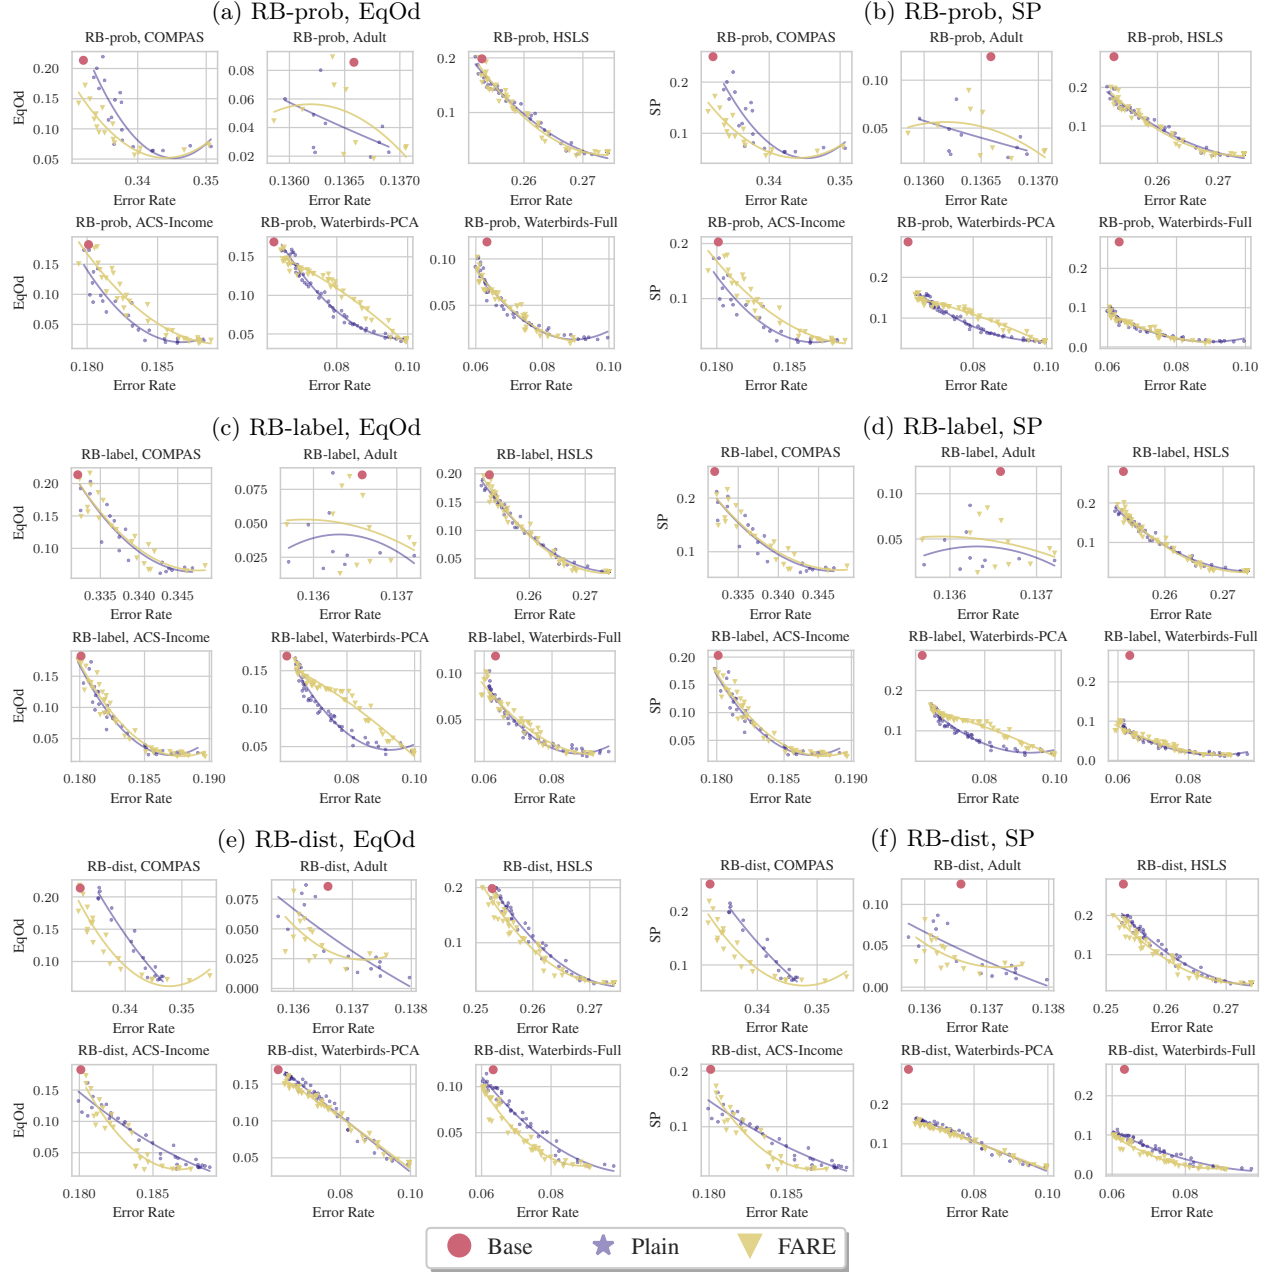 (a) RB-prob, EqOd
(b) RB-prob, SP
RB-prob, COMPAS
RB-prob, Adult
RB-prob, HSLS
RB-prob, COMPAS
RB-prob, Adult
RB-prob, HSLS
EqOd
0.20
0.15
0.10
0.05
0.08
0.06
0.04
0.02
0.2
0.1
SP
0.2
0.1
0.10
0.05
0.2
0.1
0.34 0.35
0.1360 0.1365 0.1370
0.26 0.27
0.34 0.35
0.1360 0.1365 0.1370
0.26 0.27
Error Rate Error Rate Error Rate Error Rate Error Rate Error Rate
RB-prob, ACS-Income
RB-prob, Waterbirds-PCA
RB-prob, Waterbirds-Full
RB-prob, ACS-Income
RB-prob, Waterbirds-PCA
RB-prob, Waterbirds-Full
EqOd
0.15
0.10
0.05
0.15
0.10
0.05
0.10
0.05
SP
0.2
0.1
0.2
0.1
0.2
0.1
0.0
0.180 0.185
0.08 0.10
0.06 0.08 0.10
0.180 0.185
0.08 0.10
0.06 0.08 0.10
Error Rate Error Rate Error Rate Error Rate Error Rate Error Rate
(c) RB-label, EqOd
(d) RB-label, SP
RB-label, COMPAS
RB-label, Adult
RB-label, HSLS
RB-label, COMPAS
RB-label, Adult
RB-label, HSLS
EqOd
0.20
0.15
0.10
0.075
0.050
0.025
0.20
0.15
0.10
0.05
SP
0.2
0.1
0.10
0.05
0.2
0.1
0.335 0.340 0.345
0.136 0.137
0.26 0.27
0.335 0.340 0.345
0.136 0.137
0.26 0.27
Error Rate Error Rate Error Rate Error Rate Error Rate Error Rate
RB-label, ACS-Income
RB-label, Waterbirds-PCA
RB-label, Waterbirds-Full
RB-label, ACS-Income
RB-label, Waterbirds-PCA
RB-label, Waterbirds-Full
EqOd
0.15
0.10
0.05
0.15
0.10
0.05
0.10
0.05
SP
0.20
0.15
0.10
0.05
0.2
0.1
0.2
0.1
0.0
0.180 0.185 0.190
0.08 0.10
0.06 0.08
0.180 0.185 0.190
0.08 0.10
0.06 0.08
Error Rate Error Rate Error Rate Error Rate Error Rate Error Rate
(e) RB-dist, EqOd
(f) RB-dist, SP
RB-dist, COMPAS
RB-dist, Adult
RB-dist, HSLS
RB-dist, COMPAS
RB-dist, Adult
RB-dist, HSLS
EqOd
0.20
0.15
0.10
0.075
0.050
0.025
0.000
0.2
0.1
SP
0.2
0.1
0.10
0.05
0.00
0.2
0.1
0.34 0.35
0.136 0.137 0.138
0.25 0.26 0.27
0.34 0.35
0.136 0.137 0.138
0.25 0.26 0.27
Error Rate Error Rate Error Rate Error Rate Error Rate Error Rate
RB-dist, ACS-Income
RB-dist, Waterbirds-PCA
RB-dist, Waterbirds-Full
RB-dist, ACS-Income
RB-dist, Waterbirds-PCA
RB-dist, Waterbirds-Full
EqOd
0.15
0.10
0.05
0.15
0.10
0.05
0.10
0.05
SP
0.2
0.1
0.2
0.1
0.2
0.1
0.0
0.180 0.185
0.08 0.10
0.06 0.08
0.180 0.185
0.08 0.10
0.06 0.08
Error Rate Error Rate Error Rate Error Rate Error Rate Error Rate
Base Plain FARE